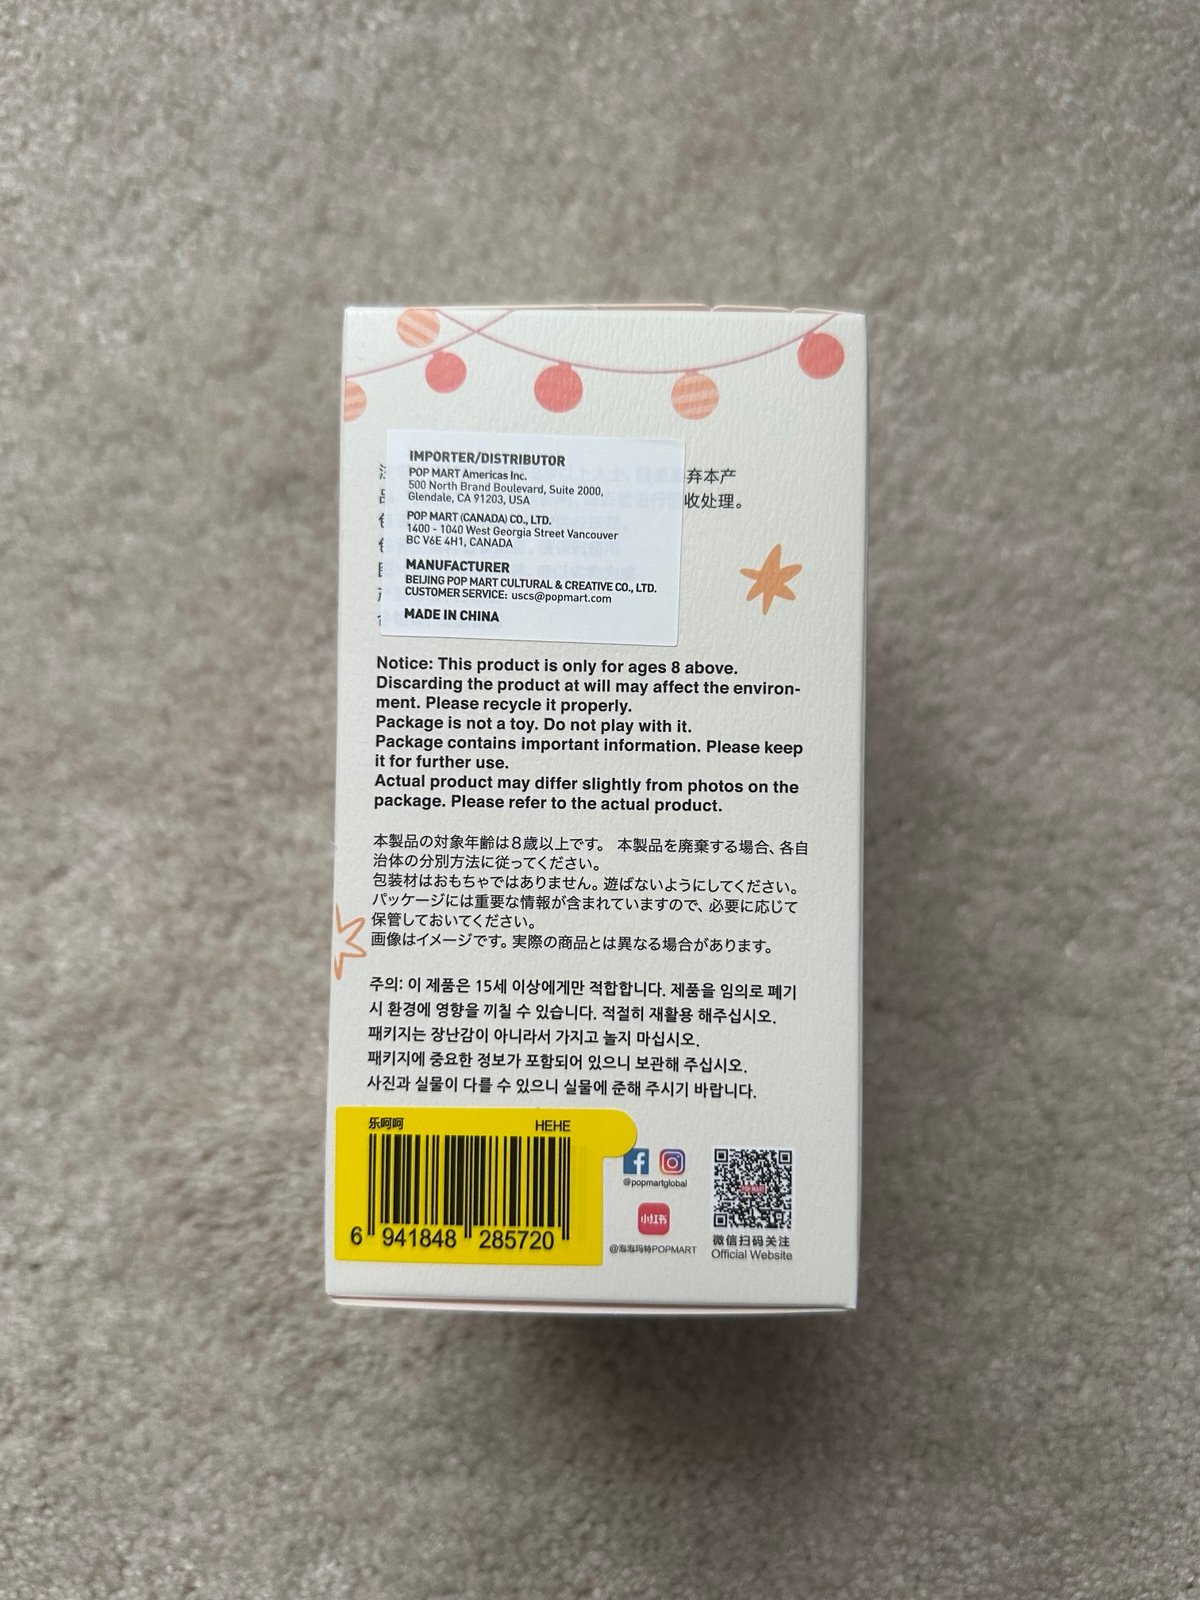 IMPORTER/DISTRIBUTOR
POP MART Americas Inc.
500 North Brand Boulevard, Suite 2000,
Glendale, CA 91203, USA
POP MART (CANADA) CO., LTD.
1400 - 1040 West Georgia Street Vancouver
BC V6E 4H1, CANADA
MANUFACTURER
BEIJING POP MART CULTURAL & CREATIVE CO., LTD.
CUSTOMER SERVICE: uscs@popmart.com
MADE IN CHINA
弃本产
收处理。
Notice: This product is only for ages 8 above.
Discarding the product at will may affect the environ-
ment. Please recycle it properly.
Package is not a toy. Do not play with it.
Package contains important information. Please keep
it for further use.
Actual product may differ slightly from photos on the
package. Please refer to the actual product.
本製品の対象年齢は8歳以上です。 本製品を廃棄する場合、各自
治体の分別方法に従ってください。
包装材はおもちゃではありません。遊ばないようにしてください。
パッケージには重要な情報が含まれていますので、必要に応じて
保管しておいてください。
画像はイメージです。実際の商品とは異なる場合があります。
주의: 이 제품은 15세 이상에게만 적합합니다. 제품을 임의로 폐기
시 환경에 영향을 끼칠 수 있습니다. 적절히 재활용 해주십시오.
패키지는 장난감이 아니라서 가지고 놀지 마십시오.
패키지에 중요한 정보가 포함되어 있으니 보관해 주십시오.
사진과 실물이 다를 수 있으니 실물에 준해 주시기 바랍니다.
乐呵呵 HEHE
6 941848 285720
@popmartglobal
小红书
@泡泡玛特POPMART
微信扫码关注
Official Website